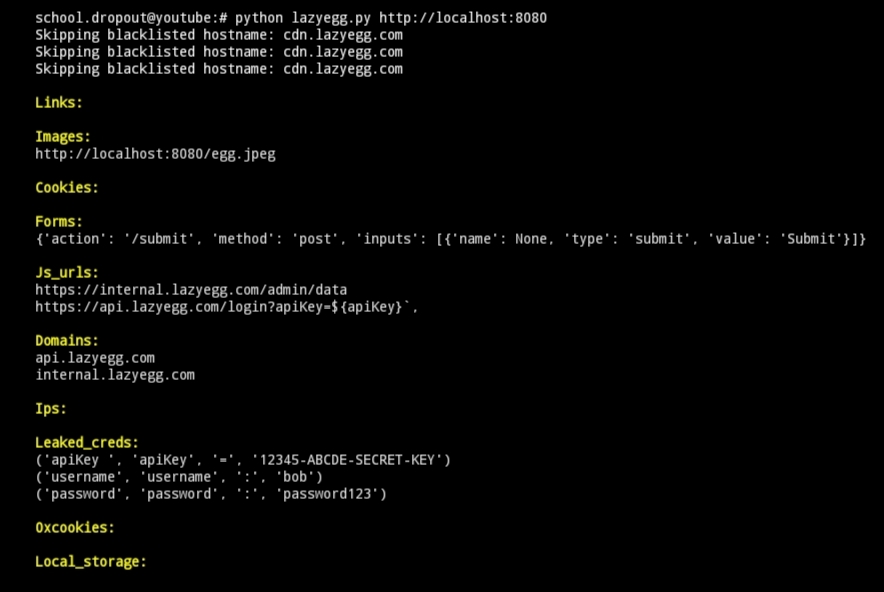 school.dropout@youtube:# python lazyegg.py http://localhost:8080
Skipping blacklisted hostname: cdn.lazyegg.com
Skipping blacklisted hostname: cdn.lazyegg.com
Skipping blacklisted hostname: cdn.lazyegg.com
Links:
Images:
http://localhost:8080/egg.jpeg
Cookies:
Forms:
{'action': '/submit', 'method': 'post', 'inputs': [{'name': None, 'type': 'submit', 'value': 'Submit'}]}
Js_urls:
https://internal.lazyegg.com/admin/data
https://api.lazyegg.com/login?apiKey=${apiKey}`,
Domains:
api.lazyegg.com
internal.lazyegg.com
Ips:
Leaked_creds:
('apiKey ', 'apiKey', '=', '12345-ABCDE-SECRET-KEY')
('username', 'username', ':', 'bob')
('password', 'password', ':', 'password123')
0xcookies:
Local_storage: